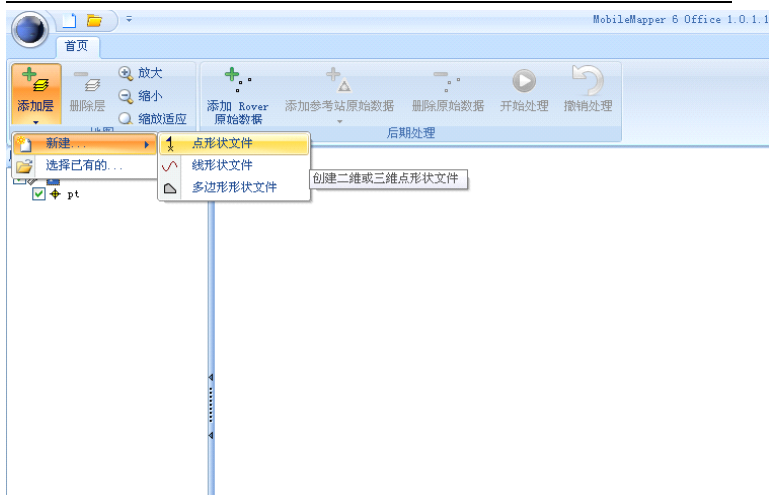 MobileMapper 6 Office 1.0.1.1
首页
添加层
删除层
放大
缩小
缩放适应
添加 Rover
原始数据
添加参考站原始数据
删除原始数据
开始处理
撤销处理
后期处理
新建...
选择已有的...
点形状文件
线形状文件
多边形形状文件
创建二維或三維点形状文件
pt